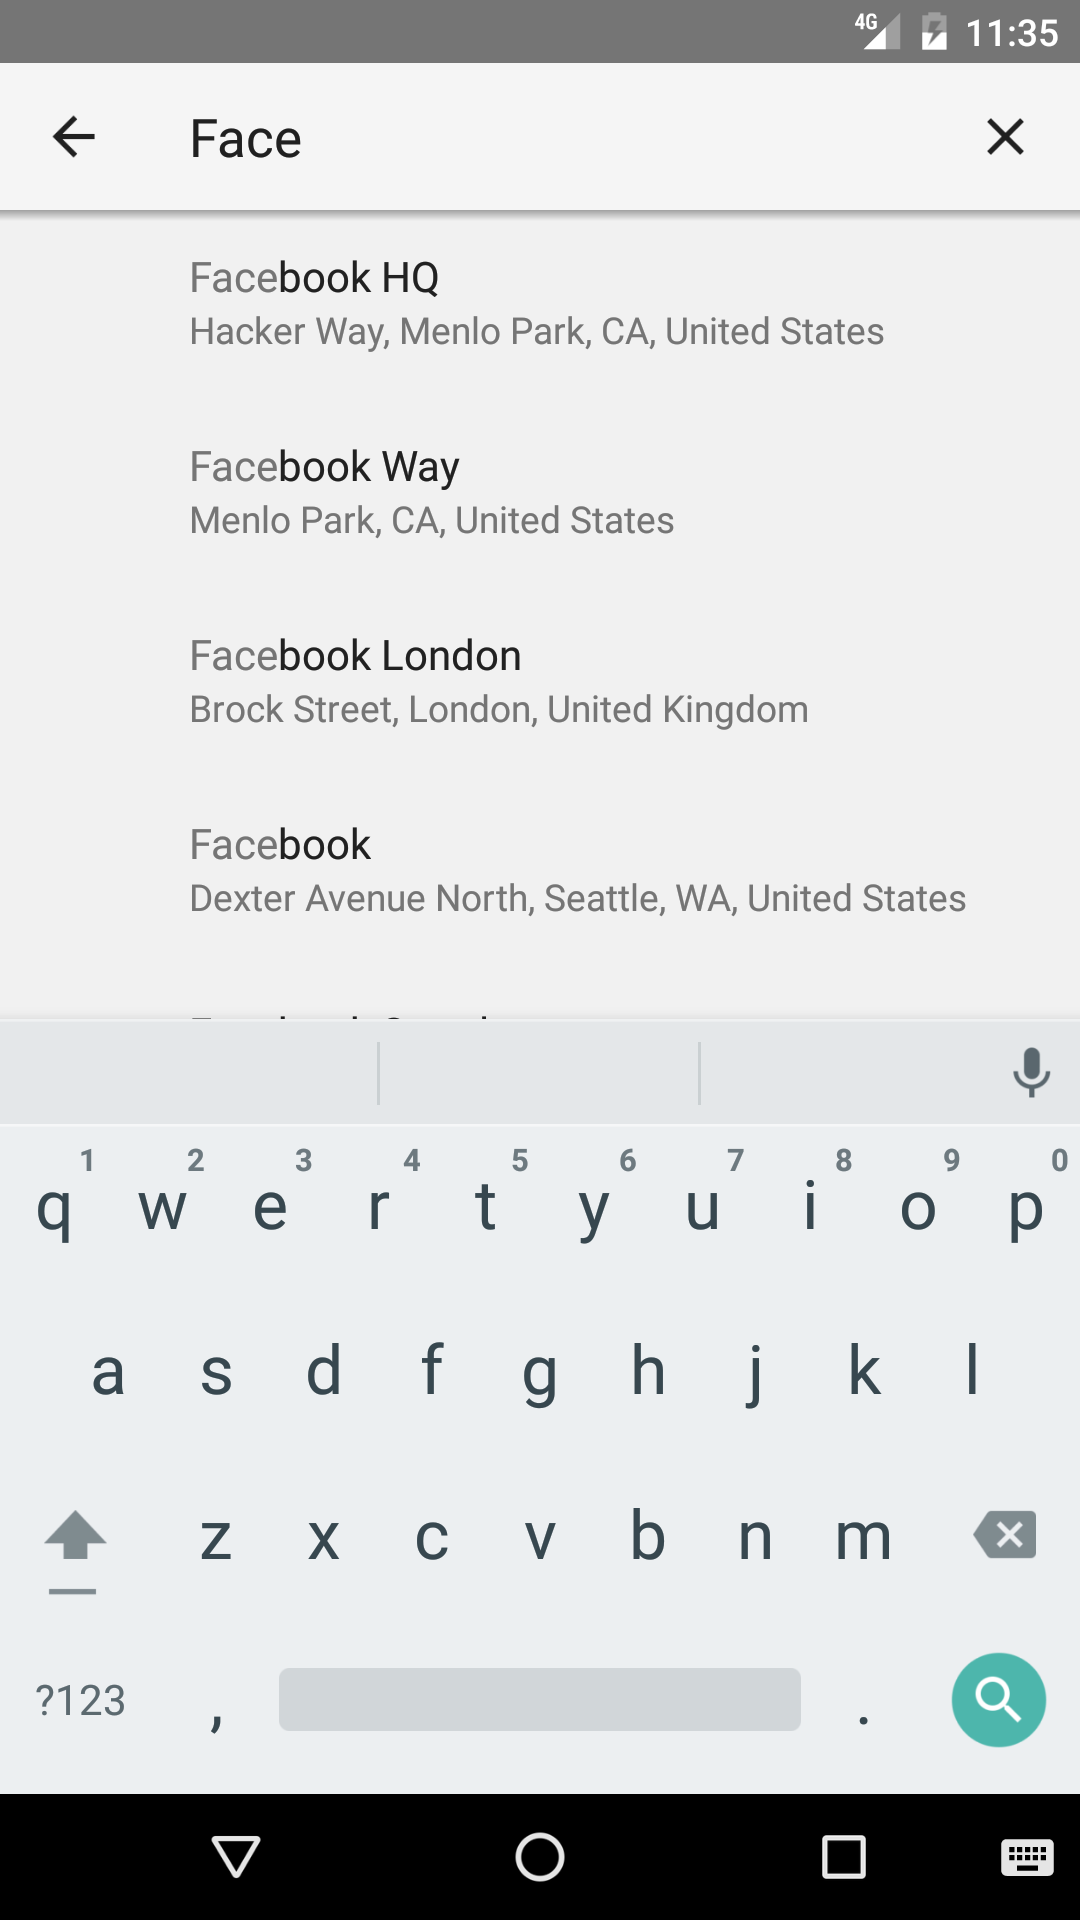 4G 11:35
Face
Facebook HQ
Hacker Way, Menlo Park, CA, United States
Facebook Way
Menlo Park, CA, United States
Facebook London
Brock Street, London, United Kingdom
Facebook
Dexter Avenue North, Seattle, WA, United States
1 2 3 4 5 6 7 8 9 0
q w e r t y u i o p
a s d f g h j k l
z x c v b n m
?123 , .